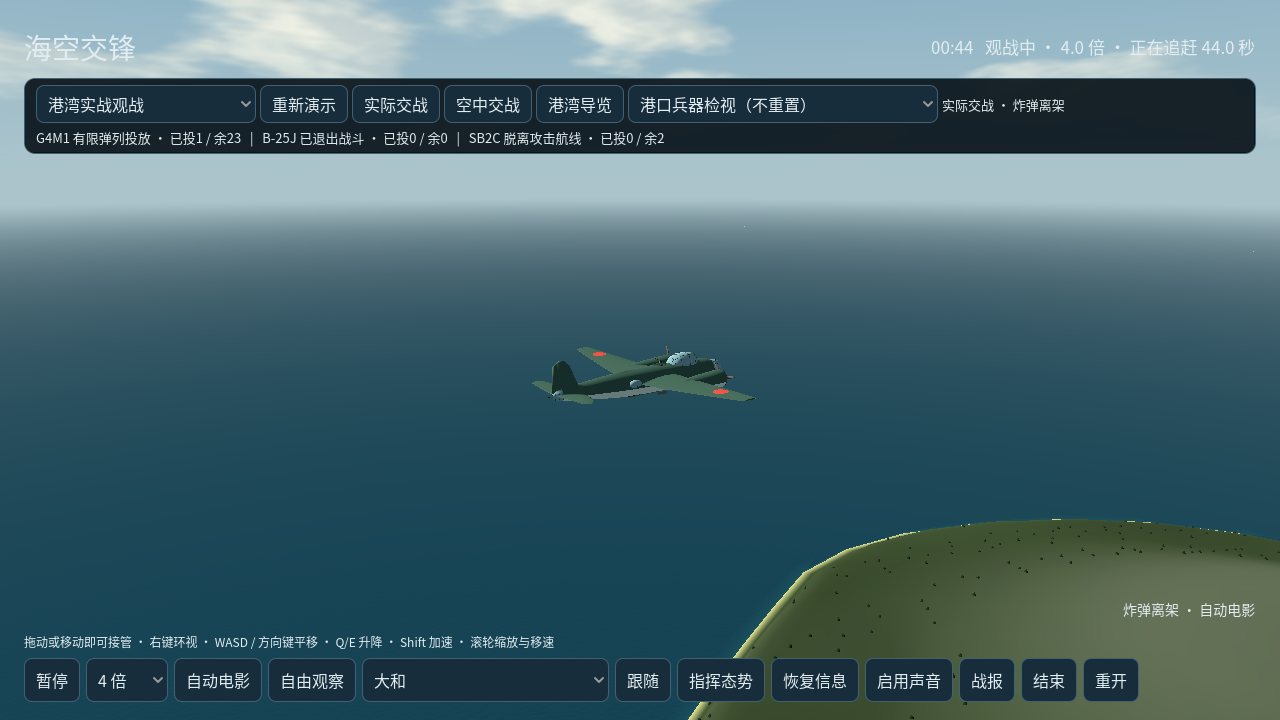 海空交锋
00:44 观战中 · 4.0 倍 · 正在追赶 44.0 秒
港湾实战观战 重新演示 实际交战 空中交战 港湾导览 港口兵器检视（不重置） 实际交战 · 炸弹离架
G4M1 有限弹列投放 · 已投1 / 余23 | B-25J 已退出战斗 · 已投0 / 余0 | SB2C 脱离攻击航线 · 已投0 / 余2
炸弹离架 · 自动电影
拖动或移动即可接管 · 右键环视 · WASD / 方向键平移 · Q/E 升降 · Shift 加速 · 滚轮缩放与移速
暂停 4 倍 自动电影 自由观察 大和 跟随 指挥态势 恢复信息 启用声音 战报 结束 重开